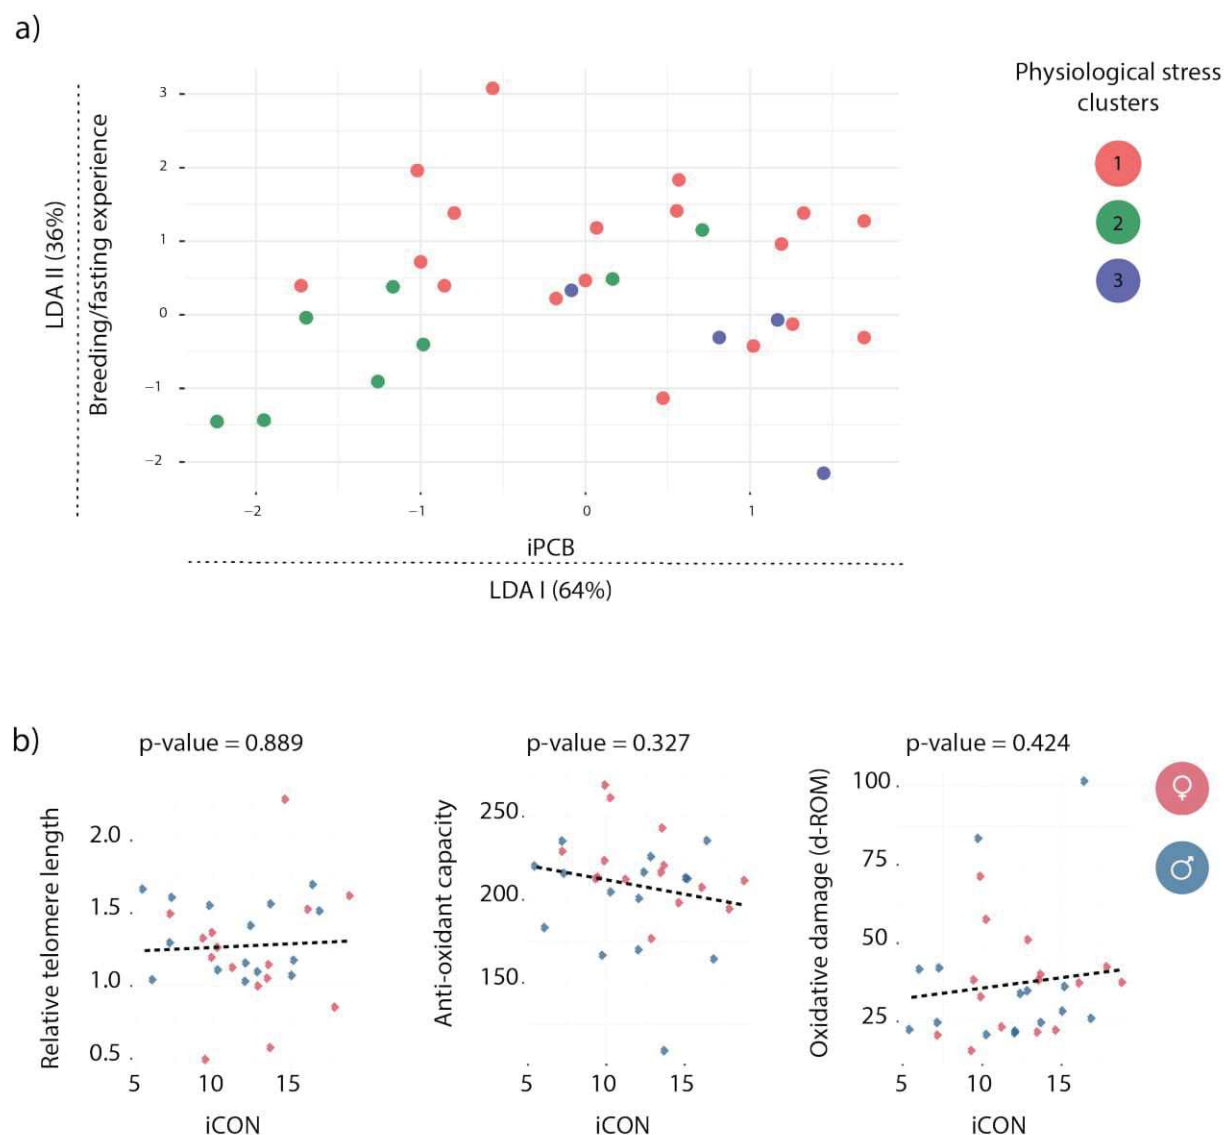 a)
Physiological stress
clusters
1
2
3
LDA II (36%)
Breeding/fasting experience
3
2
1
0
−1
−2
−2
−1
0
1
iPCB
LDA I (64%)
b)
p-value = 0.889
p-value = 0.327
p-value = 0.424
♀
♂
Relative telomere length
2.0
1.5
1.0
0.5
5 10 15
iCON
Anti-oxidant capacity
250
200
150
5 10 15
iCON
Oxidative damage (d-ROM)
100
75
50
25
5 10 15
iCON